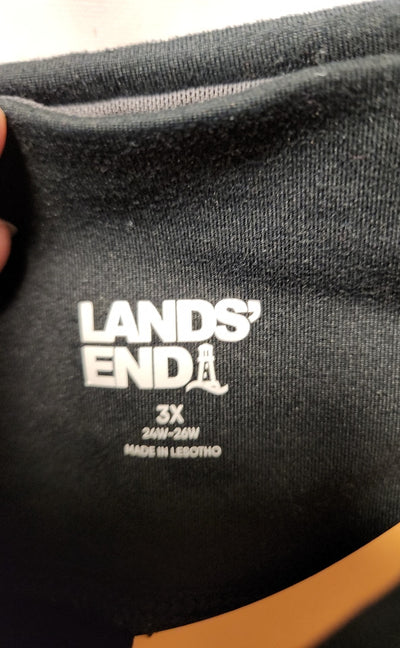 LANDS'
END
3X
24W-26W
MADE IN LESOTHO